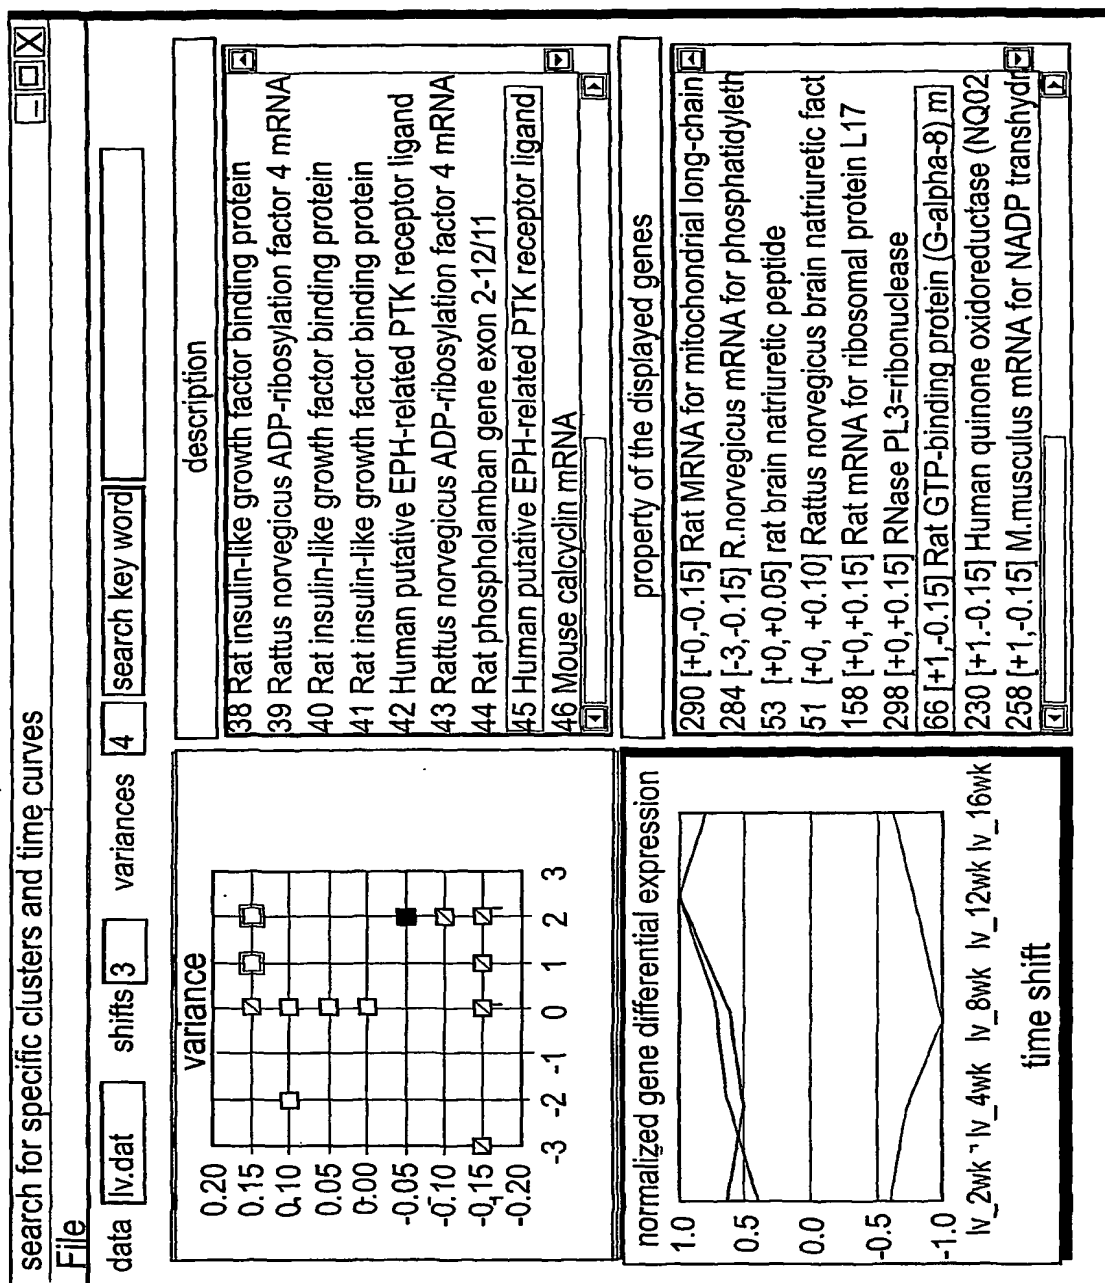 search for specific clusters and time curves
File
data lv.dat shifts 3 variances 4 search key word
variance
0.20
0.15
0.10
0.05
0.00
-0.05
-0.10
-0.15
-0.20
-3 -2 -1 0 1 2 3
description
38 Rat insulin-like growth factor binding protein
39 Rattus norvegicus ADP-ribosylation factor 4 mRNA
40 Rat insulin-like growth factor binding protein
41 Rat insulin-like growth factor binding protein
42 Human putative EPH-related PTK receptor ligand
43 Rattus norvegicus ADP-ribosylation factor 4 mRNA
44 Rat phospholamban gene exon 2-12/11
45 Human putative EPH-related PTK receptor ligand
46 Mouse calcyclin mRNA
normalized gene differential expression
1.0
0.5
0.0
-0.5
-1.0
lv_2wk lv_4wk lv_8wk lv_12wk lv_16wk
time shift
property of the displayed genes
290 [+0,-0.15] Rat MRNA for mitochondrial long-chain
284 [-3,-0.15] R.norvegicus mRNA for phosphatidyleth
53 [+0,+0.05] rat brain natriuretic peptide
51 [+0, +0.10] Rattus norvegicus brain natriuretic fact
158 [+0,+0.15] Rat mRNA for ribosomal protein L17
298 [+0,+0.15] RNase PL3=ribonuclease
66 [+1,-0.15] Rat GTP-binding protein (G-alpha-8) m
230 [+1.-0.15] Human quinone oxidoreductase (NQ02
258 [+1,-0.15] M.musculus mRNA for NADP transhydr